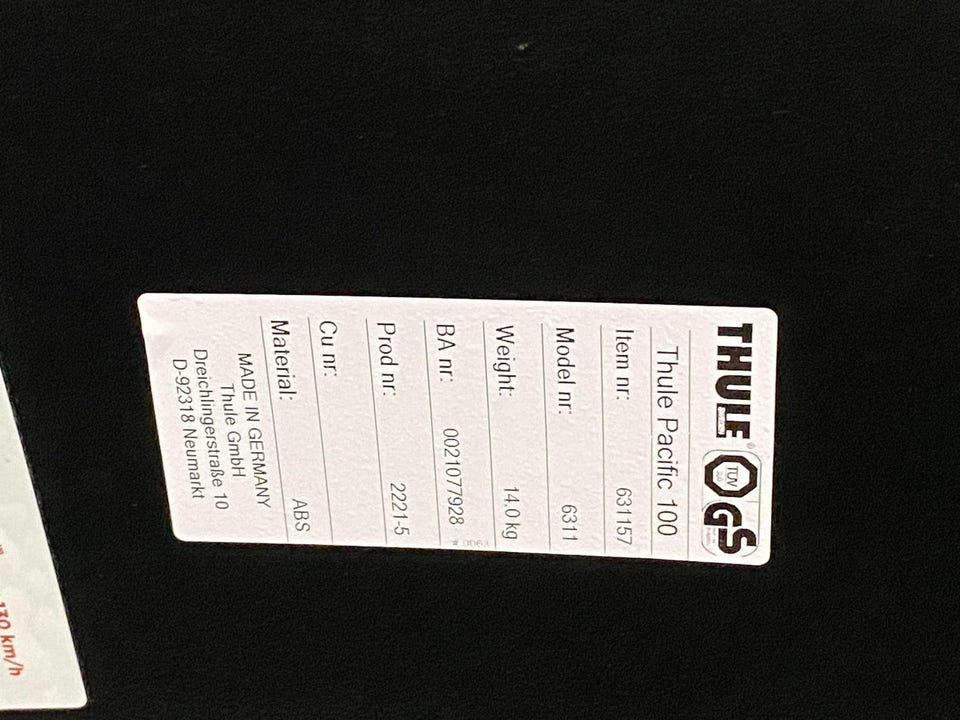 THULE
TÜV
GS
Thule Pacific 100
Item nr: 631157
Model nr: 6311
Weight: 14.0 kg
BA nr: 0021077928
Prod nr: 2221-5
Cu nr:
Material: ABS
MADE IN GERMANY
Thule GmbH
Dreichlingerstraße 10
D-92318 Neumarkt
130 km/h